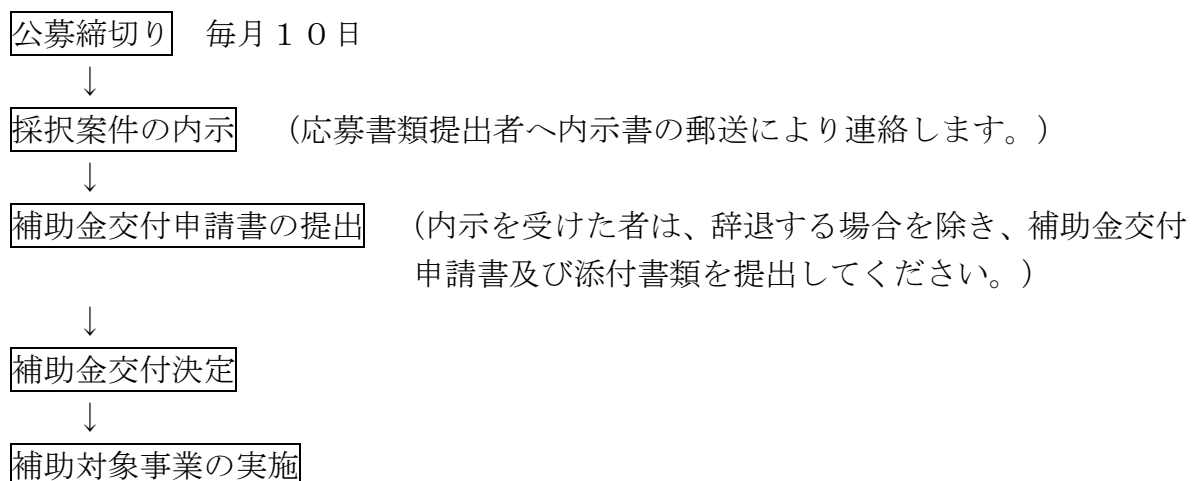 公募締切り　毎月１０日
↓
採択案件の内示　（応募書類提出者へ内示書の郵送により連絡します。）
↓
補助金交付申請書の提出　（内示を受けた者は、辞退する場合を除き、補助金交付
申請書及び添付書類を提出してください。）
↓
補助金交付決定
↓
補助対象事業の実施